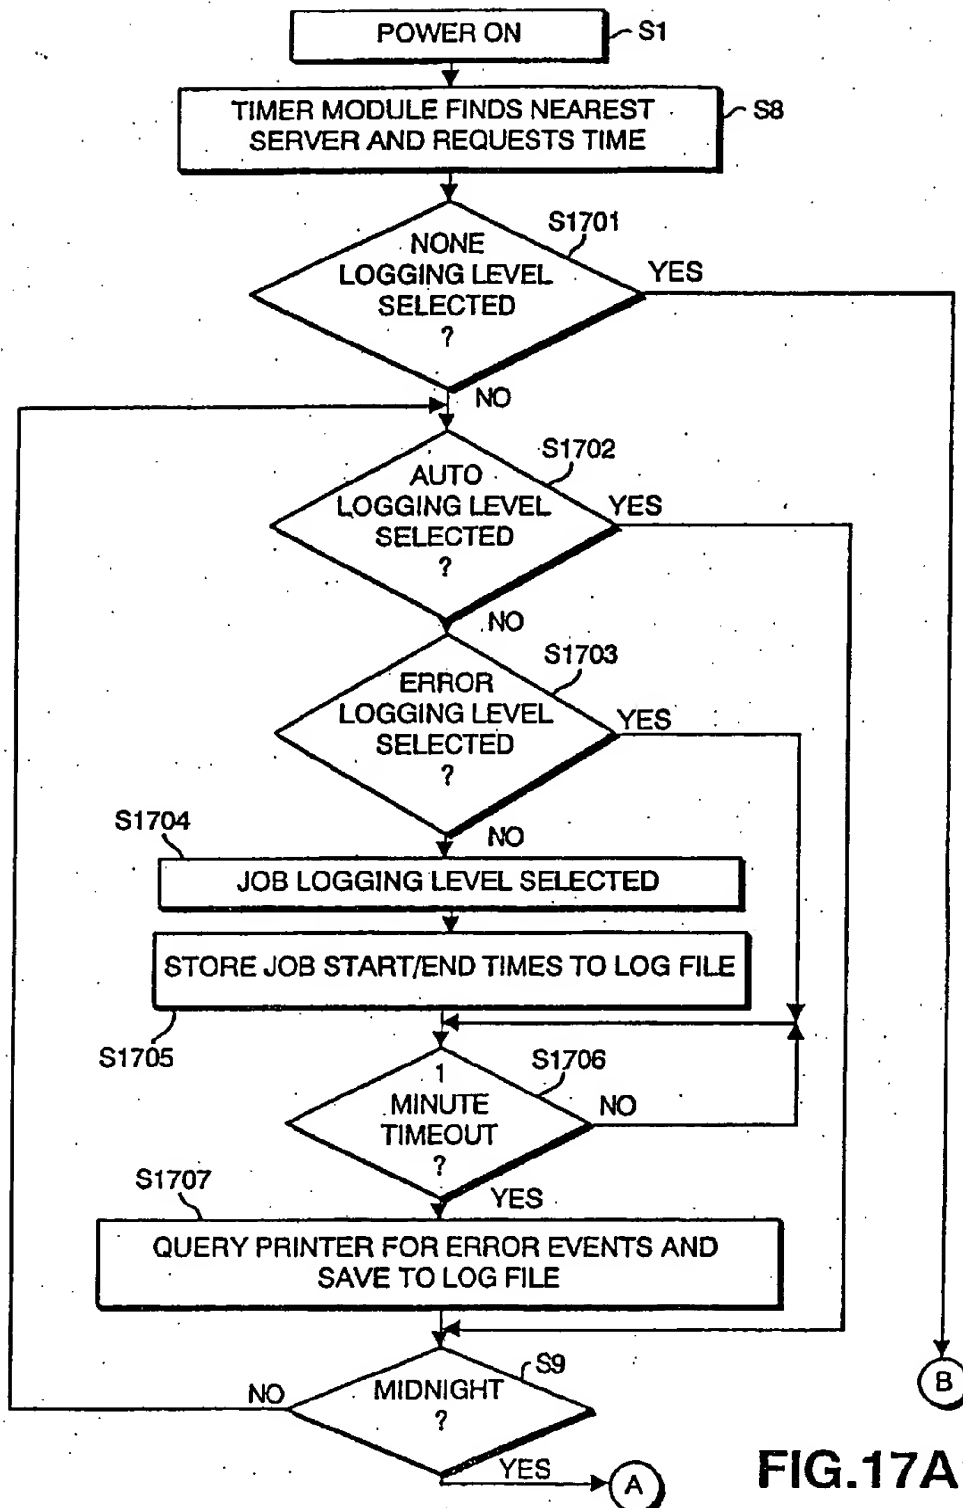 POWER ON
S1
TIMER MODULE FINDS NEAREST
SERVER AND REQUESTS TIME
S8
S1701
NONE
LOGGING LEVEL
SELECTED
?
YES
NO
S1702
AUTO
LOGGING LEVEL
SELECTED
?
YES
NO
S1703
ERROR
LOGGING LEVEL
SELECTED
?
YES
NO
S1704
JOB LOGGING LEVEL SELECTED
STORE JOB START/END TIMES TO LOG FILE
S1705
S1706
1
MINUTE
TIMEOUT
?
NO
YES
S1707
QUERY PRINTER FOR ERROR EVENTS AND
SAVE TO LOG FILE
S9
MIDNIGHT
?
NO
YES
A
B
FIG.17A